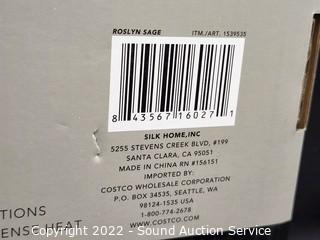 ROSLYN SAGE ITM./ART. 1539535
8 43567 16027 1
SILK HOME,INC
5255 STEVENS CREEK BLVD, #199
SANTA CLARA, CA 95051
MADE IN CHINA RN #156151
IMPORTED BY:
COSTCO WHOLESALE CORPORATION
P.O. BOX 34535, SEATTLE, WA
98124-1535 USA
1-800-774-2678
WWW.COSTCO.COM
TIONS
HEAT
Copyright 2022 - Sound Auction Service